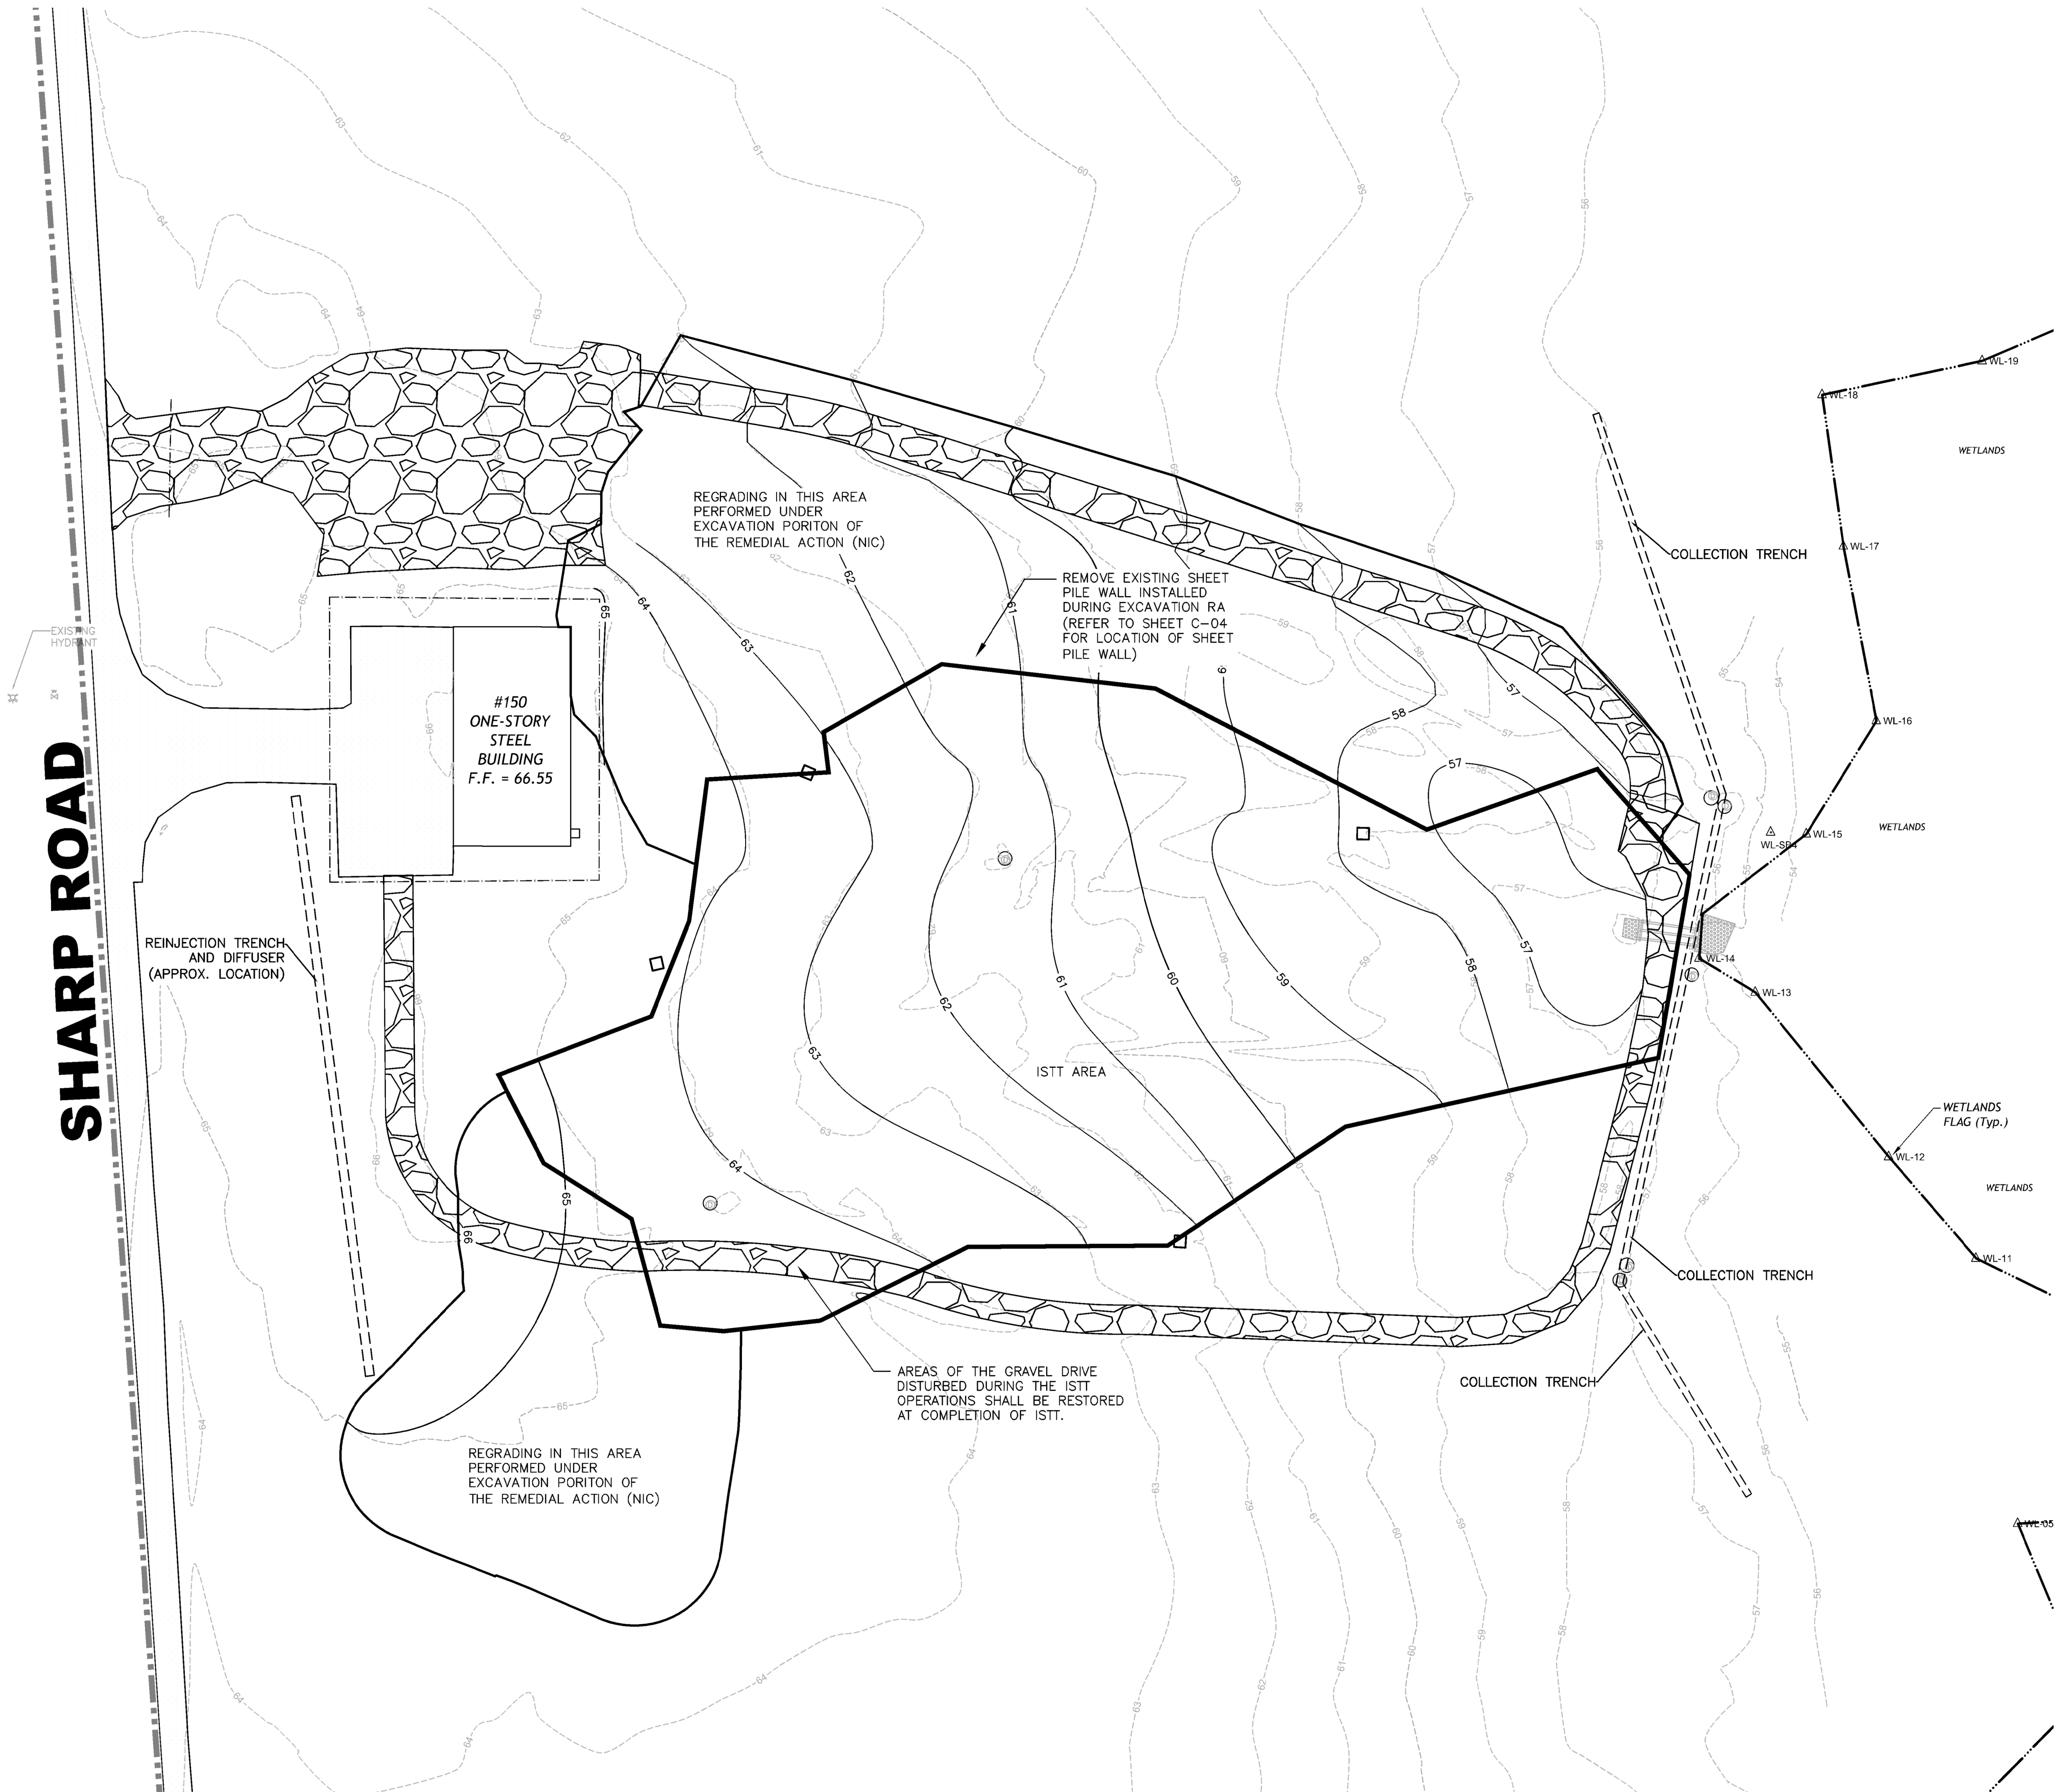 SHARP ROAD
EXISTING
HYDRANT
#150
ONE-STORY
STEEL
BUILDING
F.F. = 66.55
REGRADING IN THIS AREA
PERFORMED UNDER
EXCAVATION PORITON OF
THE REMEDIAL ACTION (NIC)
REMOVE EXISTING SHEET
PILE WALL INSTALLED
DURING EXCAVATION RA
(REFER TO SHEET C-04
FOR LOCATION OF SHEET
PILE WALL)
COLLECTION TRENCH
WL-19
WL-18
WETLANDS
WL-17
WL-16
WL-15
WETLANDS
WL-SP4
WL-14
WL-13
REINJECTION TRENCH
AND DIFFUSER
(APPROX. LOCATION)
ISTT AREA
WETLANDS
FLAG (Typ.)
WL-12
WETLANDS
WL-11
COLLECTION TRENCH
COLLECTION TRENCH
AREAS OF THE GRAVEL DRIVE
DISTURBED DURING THE ISTT
OPERATIONS SHALL BE RESTORED
AT COMPLETION OF ISTT.
REGRADING IN THIS AREA
PERFORMED UNDER
EXCAVATION PORITON OF
THE REMEDIAL ACTION (NIC)
WL-05
65
64
63
62
61
58
57
57
64
63
62
61
60
59
58
57
65
66